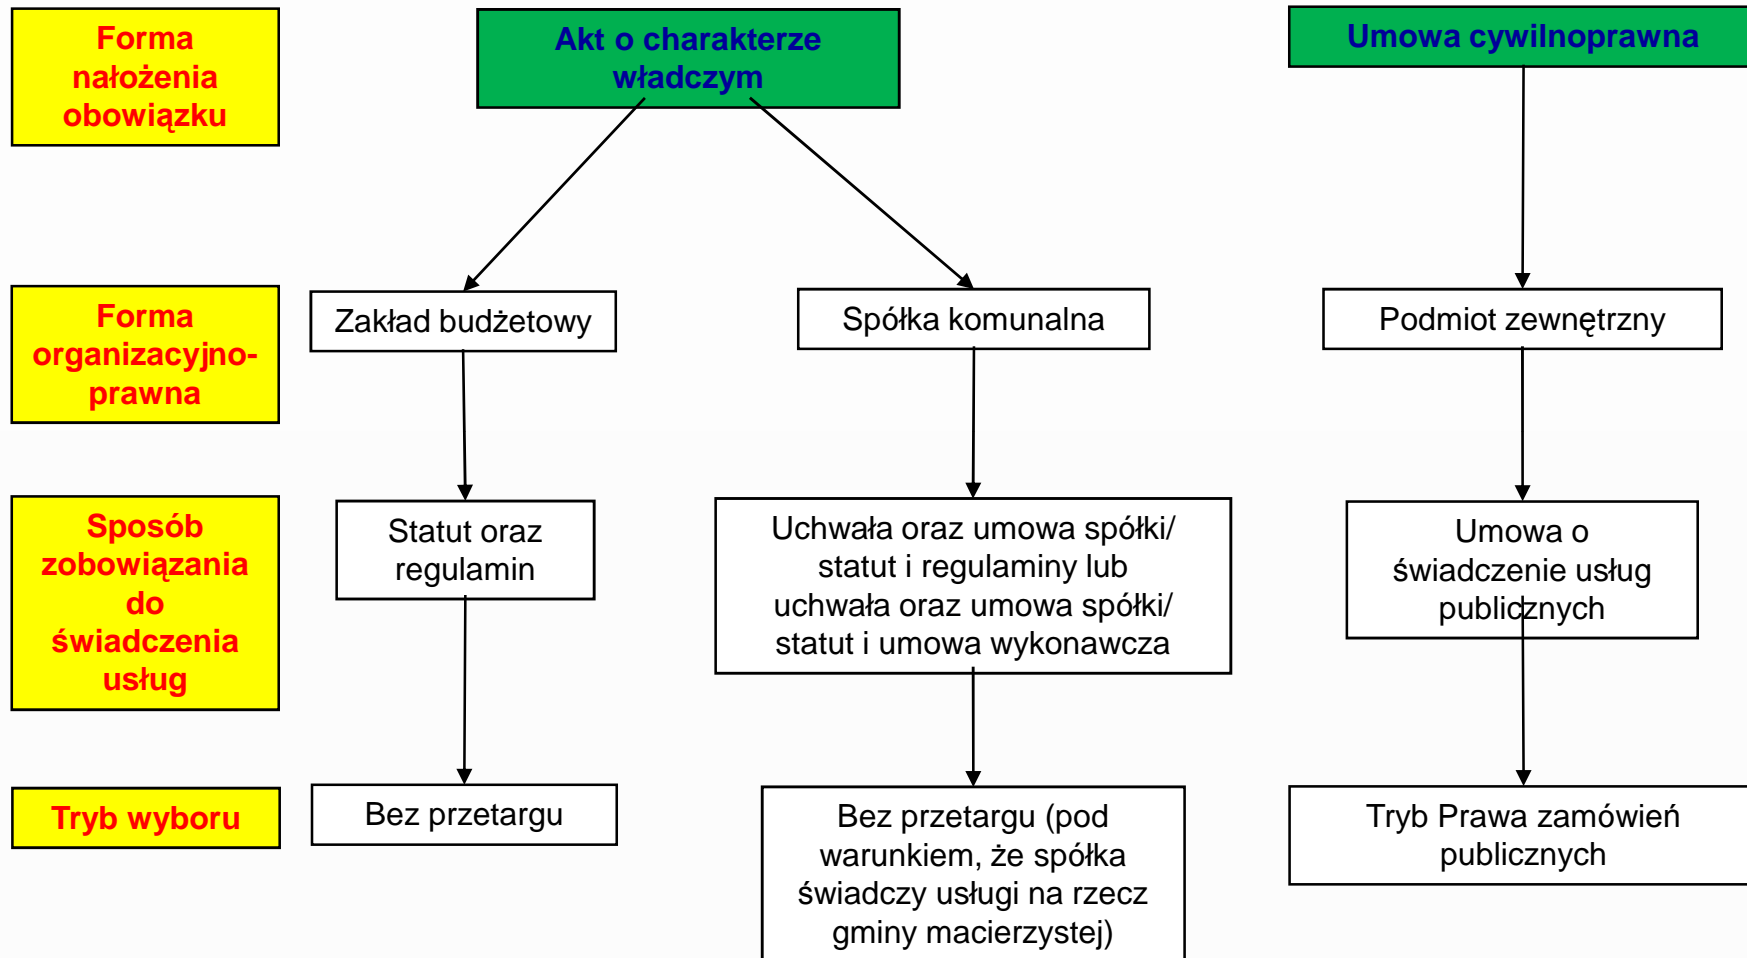 Forma
nałożenia
obowiązku
Akt o charakterze
władczym
Umowa cywilnoprawna
Forma
organizacyjno-
prawna
Zakład budżetowy
Spółka komunalna
Podmiot zewnętrzny
Sposób
zobowiązania
do
świadczenia
usług
Statut oraz
regulamin
Uchwała oraz umowa spółki/
statut i regulaminy lub
uchwała oraz umowa spółki/
statut i umowa wykonawcza
Umowa o
świadczenie usług
publicznych
Tryb wyboru
Bez przetargu
Bez przetargu (pod
warunkiem, że spółka
świadczy usługi na rzecz
gminy macierzystej)
Tryb Prawa zamówień
publicznych